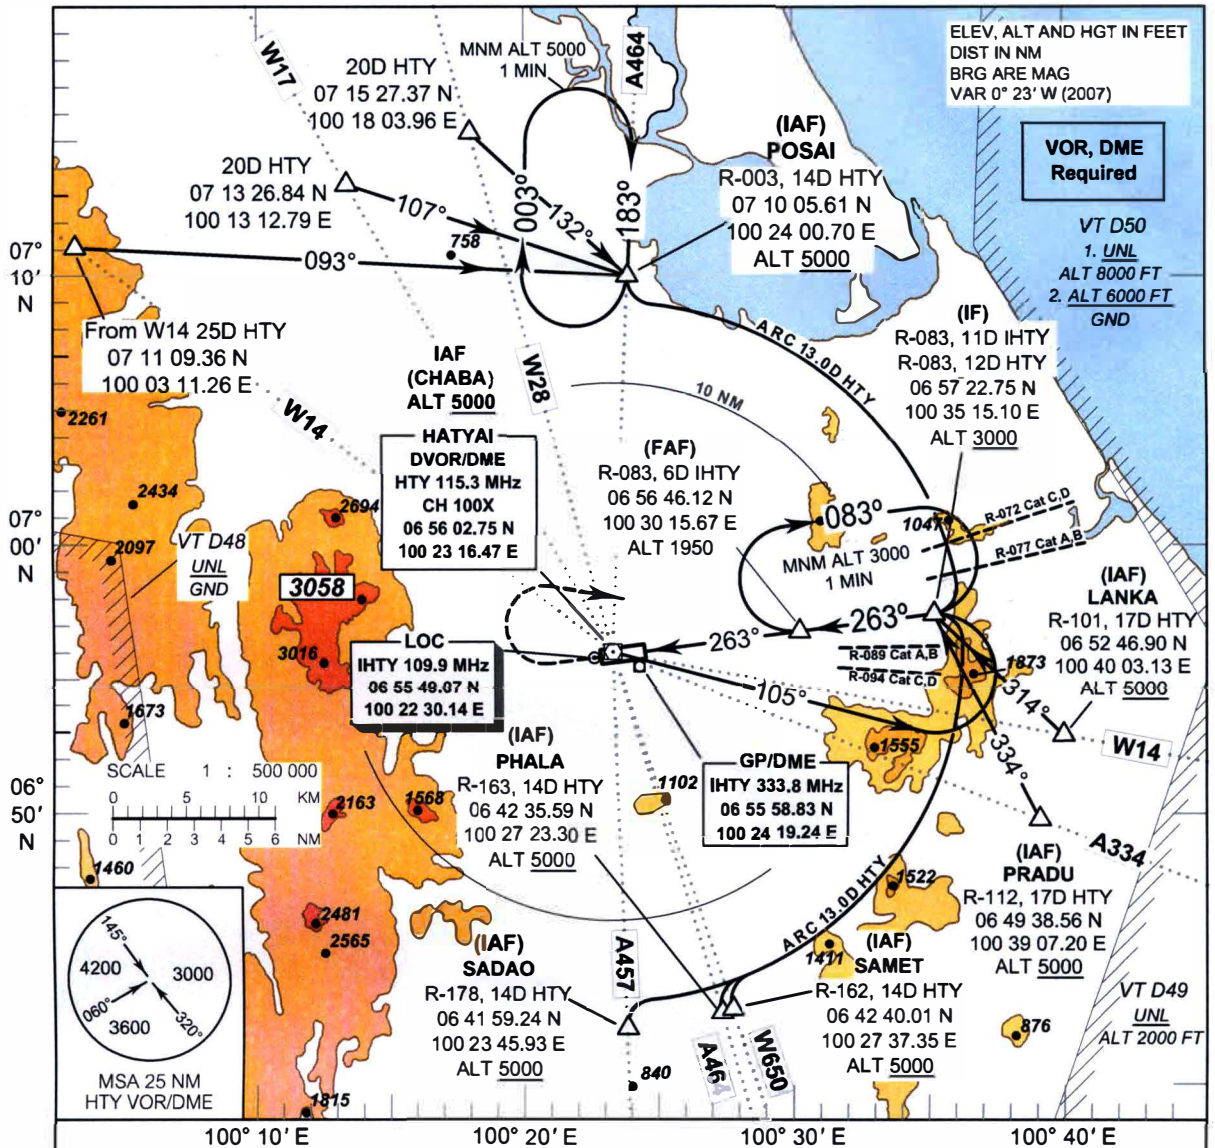 ELEV, ALT AND HGT IN FEET
DIST IN NM
BRG ARE MAG
VAR 0° 23' W (2007)
VOR, DME
Required
W17
20D HTY
07 15 27.37 N
100 18 03.96 E
MNM ALT 5000
1 MIN
A464
20D HTY
07 13 26.84 N
100 13 12.79 E
(IAF)
POSAI
R-003, 14D HTY
07 10 05.61 N
100 24 00.70 E
ALT 5000
VT D50
1. UNL
ALT 8000 FT
2. ALT 6000 FT
GND
107°
132°
003°
183°
093°
758
07°
10'
N
From W14 25D HTY
07 11 09.36 N
100 03 11.26 E
W14
W28
IAF
(CHABA)
ALT 5000
HATYAI
DVOR/DME
HTY 115.3 MHz
CH 100X
06 56 02.75 N
100 23 16.47 E
10 NM
ARC 13.0D HTY
(IF)
R-083, 11D IHTY
R-083, 12D HTY
06 57 22.75 N
100 35 15.10 E
ALT 3000
(FAF)
R-083, 6D IHTY
06 56 46.12 N
100 30 15.67 E
ALT 1950
2261
2434
2694
2097
07°
00'
N
VT D48
UNL
GND
3058
3016
1673
083°
1047
MNM ALT 3000
1 MIN
R-072 Cat C,D
R-077 Cat A,B
263°
263°
R-089 Cat A,B
R-094 Cat C,D
(IAF)
LANKA
R-101, 17D HTY
06 52 46.90 N
100 40 03.13 E
ALT 5000
1873
314°
334°
W14
LOC
IHTY 109.9 MHz
06 55 49.07 N
100 22 30.14 E
105°
1555
GP/DME
IHTY 333.8 MHz
06 55 58.83 N
100 24 19.24 E
(IAF)
PHALA
R-163, 14D HTY
06 42 35.59 N
100 27 23.30 E
ALT 5000
1102
SCALE 1 : 500 000
0 5 10 KM
0 1 2 3 4 5 6 NM
06°
50'
N
2163
1568
1460
A334
(IAF)
PRADU
R-112, 17D HTY
06 49 38.56 N
100 39 07.20 E
ALT 5000
1522
ARC 13.0D HTY
1411
2481
2565
145°
4200
3000
060°
3600
320°
MSA 25 NM
HTY VOR/DME
(IAF)
SADAO
R-178, 14D HTY
06 41 59.24 N
100 23 45.93 E
ALT 5000
A457
(IAF)
SAMET
R-162, 14D HTY
06 42 40.01 N
100 27 37.35 E
ALT 5000
VT D49
UNL
ALT 2000 FT
876
A464
W650
840
1815
100° 10' E
100° 20' E
100° 30' E
100° 40' E